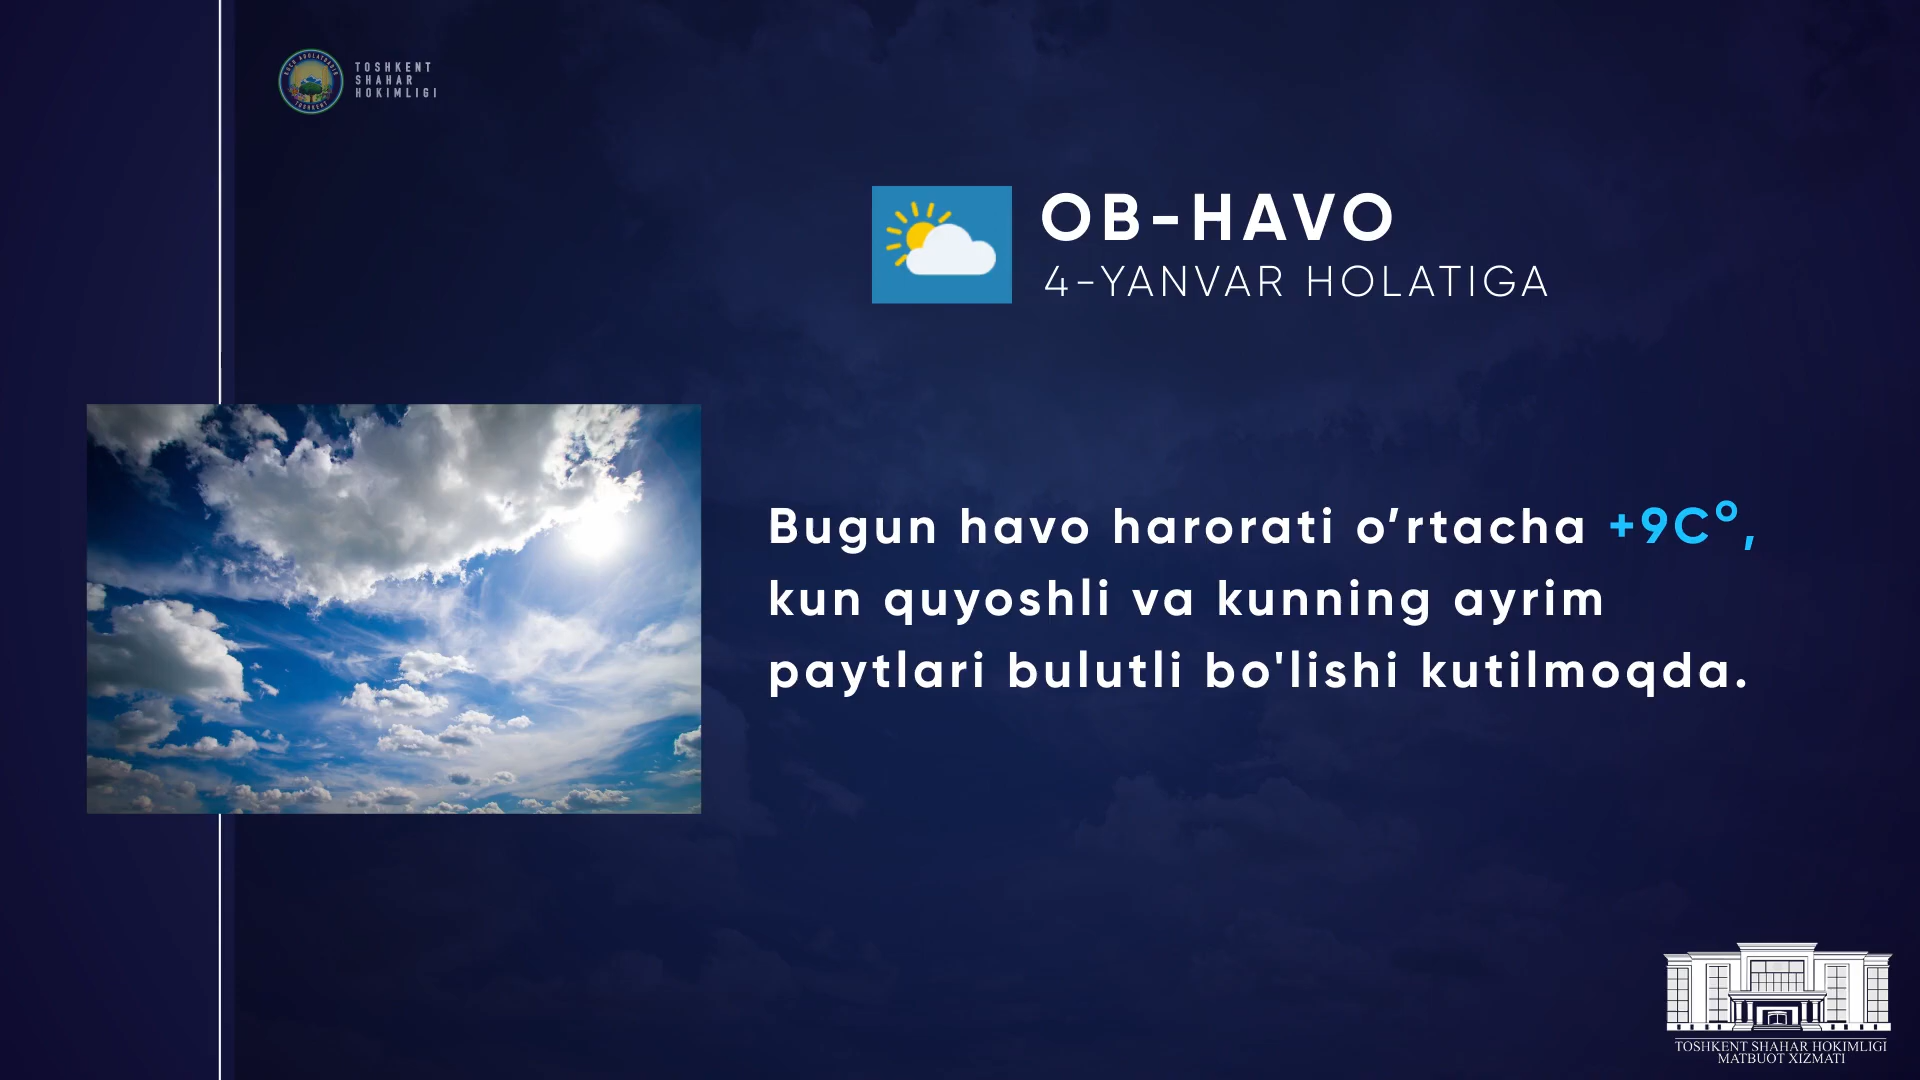 TOSHKENT
SHAHAR
HOKIMLIGI
OB-HAVO
4-YANVAR HOLATIGA
Bugun havo harorati o‘rtacha +9C°,
kun quyoshli va kunning ayrim
paytlari bulutli bo'lishi kutilmoqda.
TOSHKENT SHAHAR HOKIMLIGI
MATBUOT XIZMATI